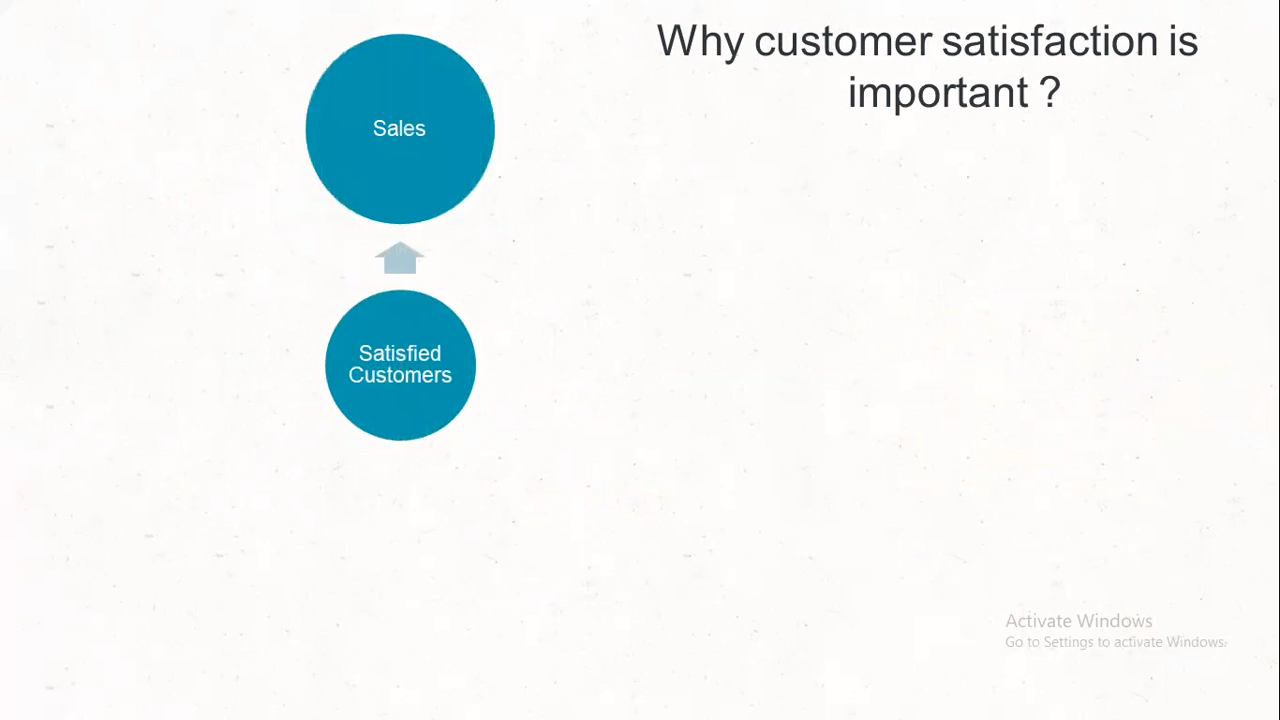 Why customer satisfaction is
important ?
Sales
Satisfied
Customers
Activate Windows
Go to Settings to activate Windows.